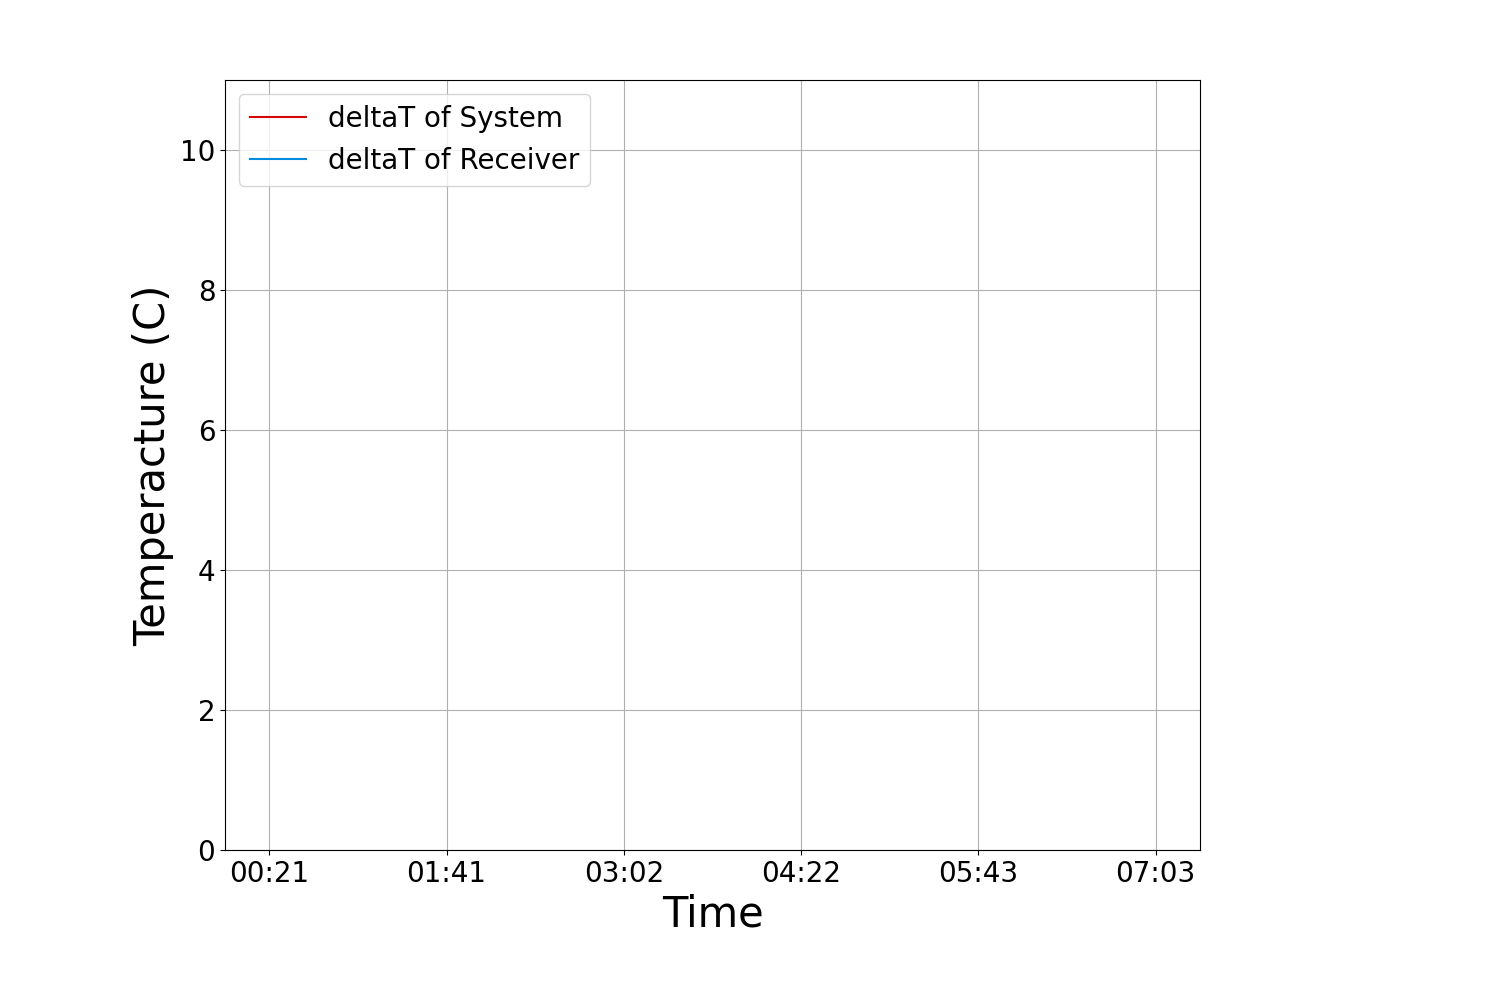 deltaT of System
deltaT of Receiver
10
8
6
4
2
0
Temperacture (C)
00:21 01:41 03:02 04:22 05:43 07:03
Time